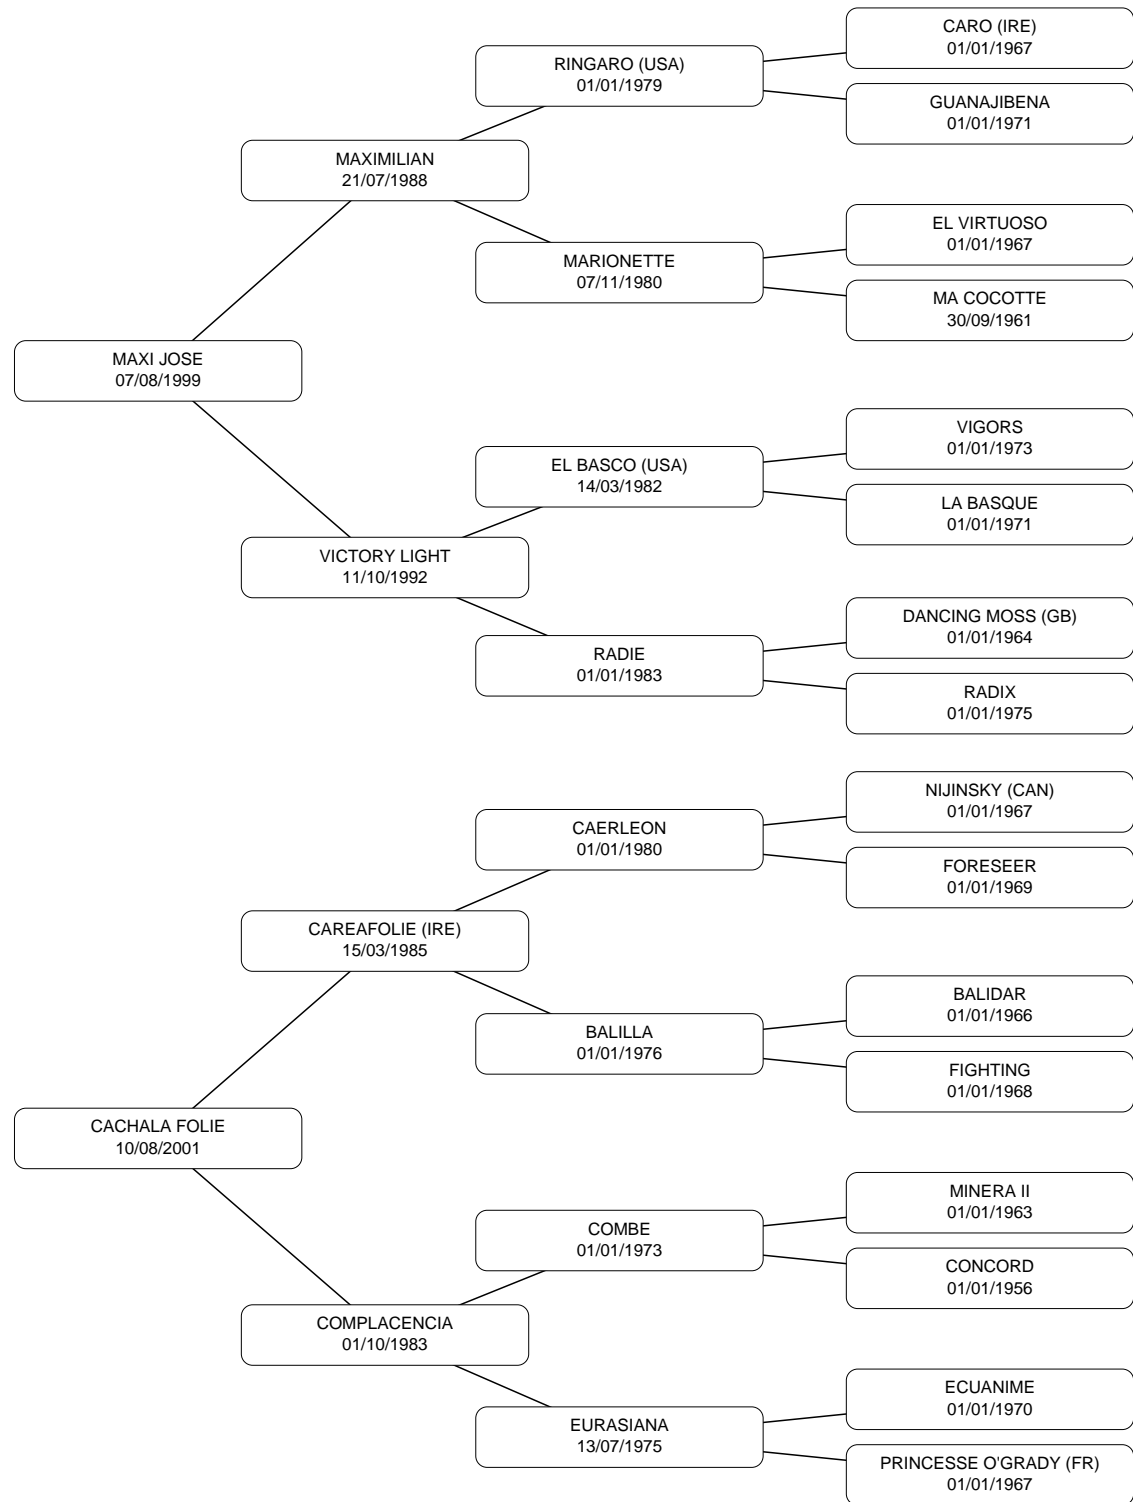 CARO (IRE)
01/01/1967
RINGARO (USA)
01/01/1979
GUANAJIBENA
01/01/1971
MAXIMILIAN
21/07/1988
EL VIRTUOSO
01/01/1967
MARIONETTE
07/11/1980
MA COCOTTE
30/09/1961
MAXI JOSE
07/08/1999
VIGORS
01/01/1973
EL BASCO (USA)
14/03/1982
LA BASQUE
01/01/1971
VICTORY LIGHT
11/10/1992
DANCING MOSS (GB)
01/01/1964
RADIE
01/01/1983
RADIX
01/01/1975
NIJINSKY (CAN)
01/01/1967
CAERLEON
01/01/1980
FORESEER
01/01/1969
CAREAFOLIE (IRE)
15/03/1985
BALIDAR
01/01/1966
BALILLA
01/01/1976
FIGHTING
01/01/1968
CACHALA FOLIE
10/08/2001
MINERA II
01/01/1963
COMBE
01/01/1973
CONCORD
01/01/1956
COMPLACENCIA
01/10/1983
ECUANIME
01/01/1970
EURASIANA
13/07/1975
PRINCESSE O'GRADY (FR)
01/01/1967